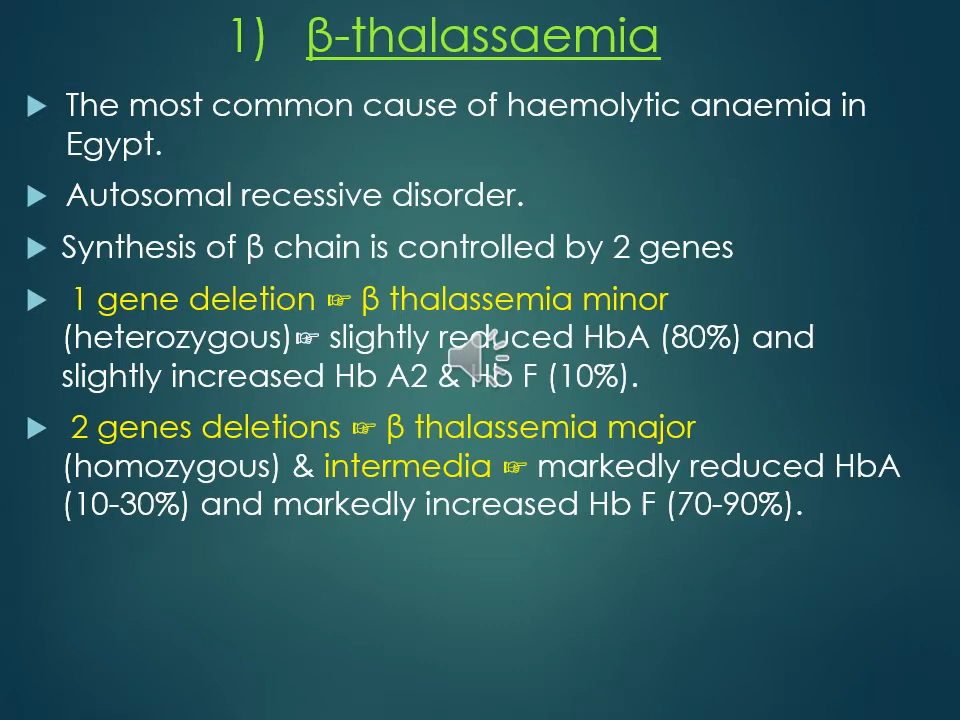 1) β-thalassaemia
The most common cause of haemolytic anaemia in
Egypt.
Autosomal recessive disorder.
Synthesis of β chain is controlled by 2 genes
1 gene deletion ☞ β thalassemia minor
(heterozygous)☞ slightly reduced HbA (80%) and
slightly increased Hb A2 & Hb F (10%).
2 genes deletions ☞ β thalassemia major
(homozygous) & intermedia ☞ markedly reduced HbA
(10-30%) and markedly increased Hb F (70-90%).